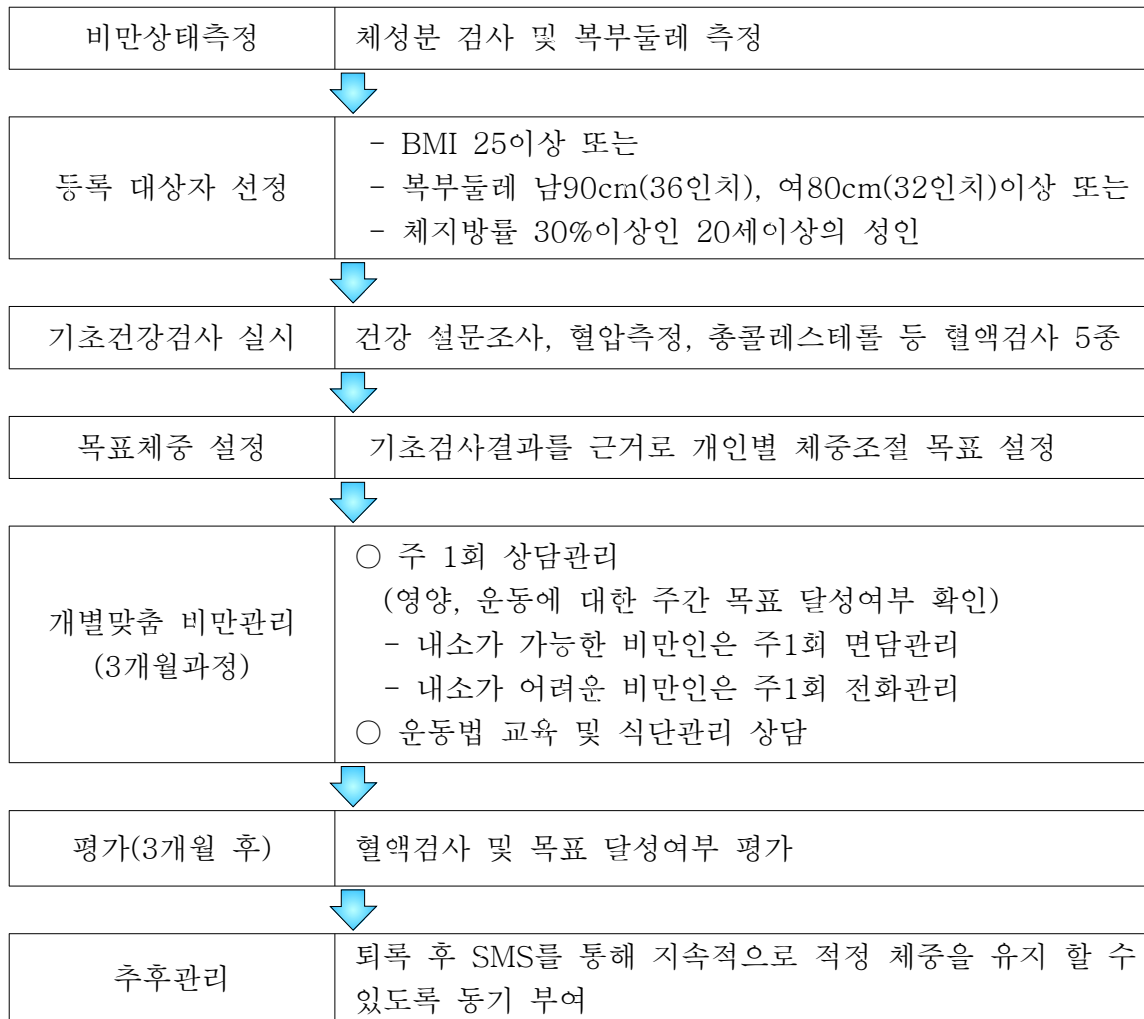 비만상태측정
체성분 검사 및 복부둘레 측정
등록 대상자 선정
- BMI 25이상 또는
- 복부둘레 남90cm(36인치), 여80cm(32인치)이상 또는
- 체지방률 30%이상인 20세이상의 성인
기초건강검사 실시
건강 설문조사, 혈압측정, 총콜레스테롤 등 혈액검사 5종
목표체중 설정
기초검사결과를 근거로 개인별 체중조절 목표 설정
개별맞춤 비만관리
(3개월과정)
○ 주 1회 상담관리
(영양, 운동에 대한 주간 목표 달성여부 확인)
- 내소가 가능한 비만인은 주1회 면담관리
- 내소가 어려운 비만인은 주1회 전화관리
○ 운동법 교육 및 식단관리 상담
평가(3개월 후)
혈액검사 및 목표 달성여부 평가
추후관리
퇴록 후 SMS를 통해 지속적으로 적정 체중을 유지 할 수
있도록 동기 부여